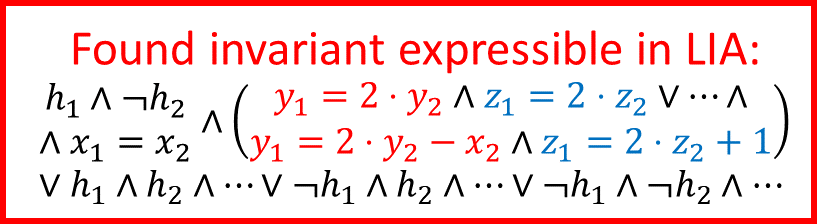 Found invariant expressible in LIA:
h₁ ∧ ¬h₂ ∧ x₁ = x₂ ∧ ( y₁ = 2 · y₂ ∧ z₁ = 2 · z₂ ∨ ⋯ ∧
y₁ = 2 · y₂ − x₂ ∧ z₁ = 2 · z₂ + 1 )
∨ h₁ ∧ h₂ ∧ ⋯ ∨ ¬h₁ ∧ h₂ ∧ ⋯ ∨ ¬h₁ ∧ ¬h₂ ∧ ⋯